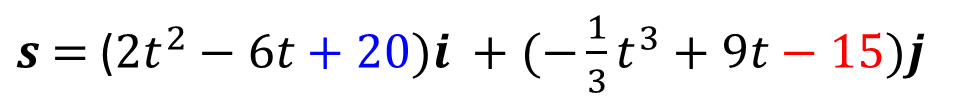 s = (2t² − 6t + 20)i + (−⅓t³ + 9t − 15)j